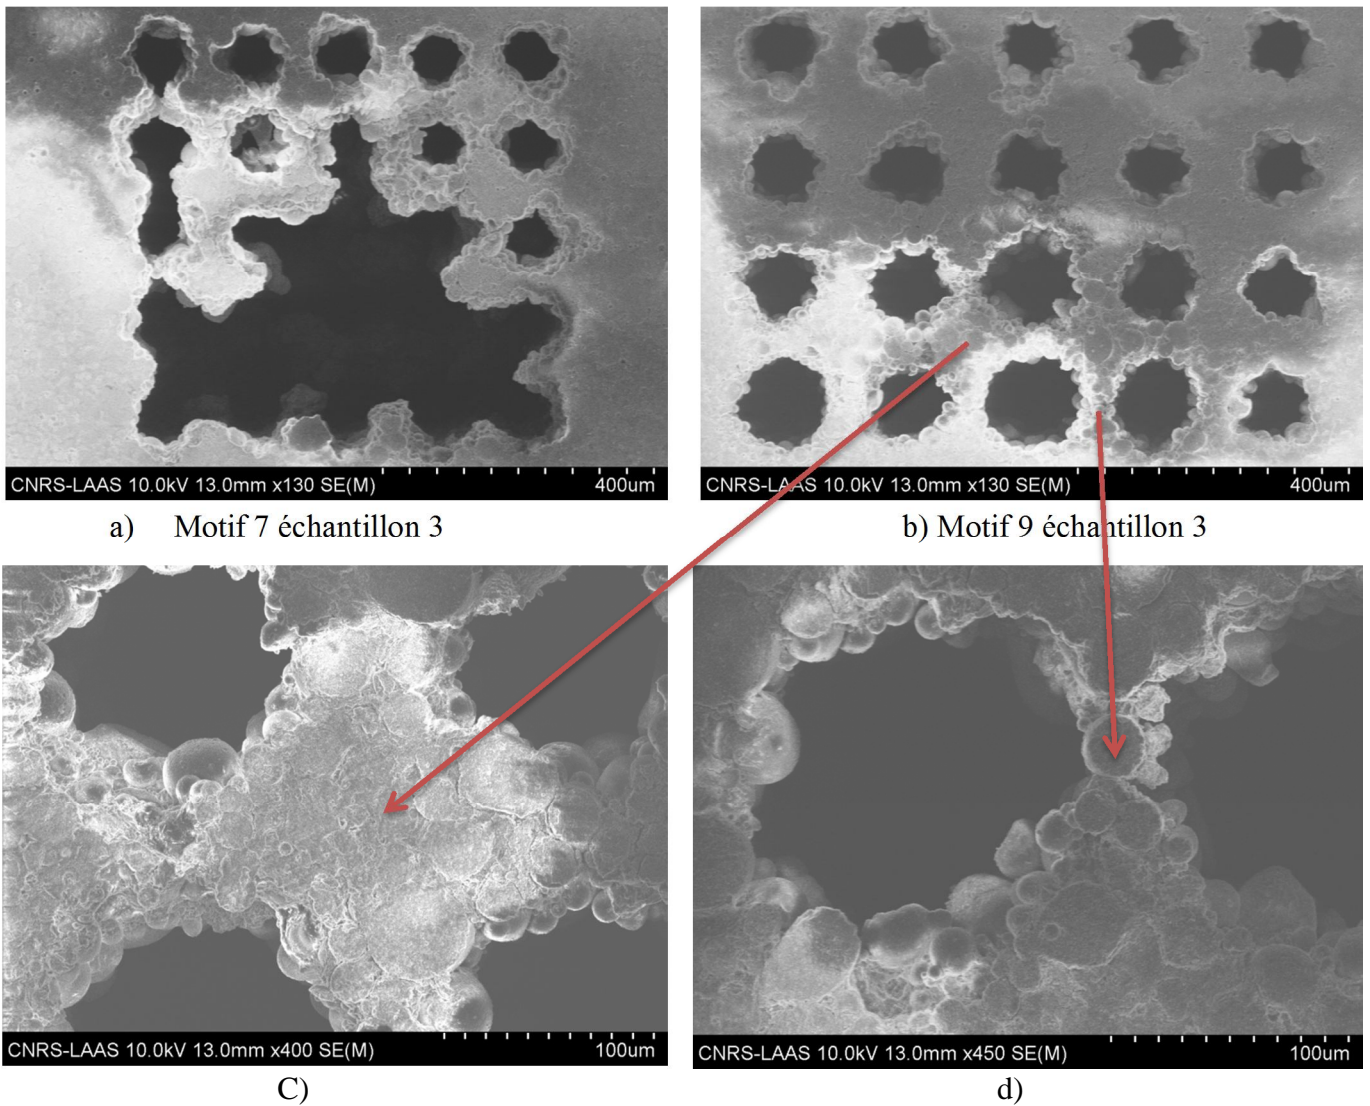 CNRS-LAAS 10.0kV 13.0mm x130 SE(M) 400um
CNRS-LAAS 10.0kV 13.0mm x130 SE(M) 400um
a) Motif 7 échantillon 3
b) Motif 9 échantillon 3
CNRS-LAAS 10.0kV 13.0mm x400 SE(M) 100um
CNRS-LAAS 10.0kV 13.0mm x450 SE(M) 100um
C)
d)